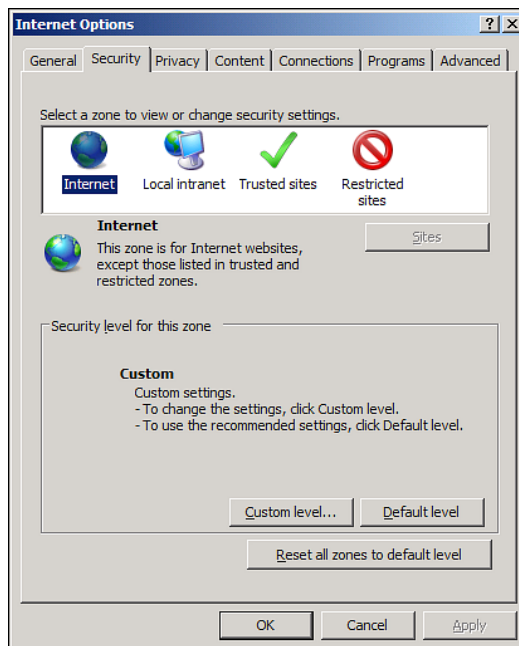 Internet Options
General Security Privacy Content Connections Programs Advanced
Select a zone to view or change security settings.
Internet Local intranet Trusted sites Restricted
sites
Internet
Sites
This zone is for Internet websites,
except those listed in trusted and
restricted zones.
Security level for this zone
Custom
Custom settings.
- To change the settings, click Custom level.
- To use the recommended settings, click Default level.
Custom level... Default level
Reset all zones to default level
OK Cancel Apply